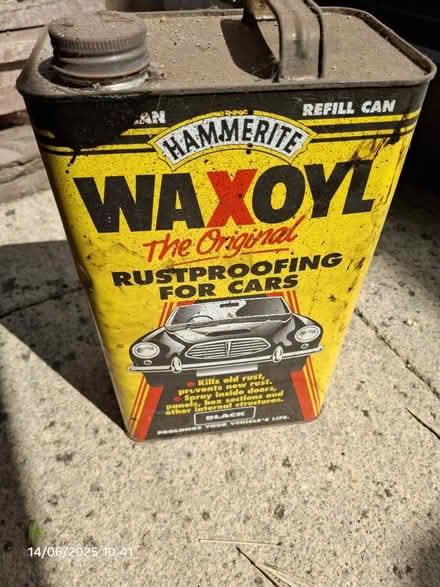 AN
REFILL CAN
HAMMERITE
WAXOYL
The Original
RUSTPROOFING
FOR CARS
Kills old rust,
prevents new rust.
Spray inside doors,
panels, box sections and
other internal structures.
BLACK
PROLONGS YOUR VEHICLE'S LIFE.
14/06/2025 10:41